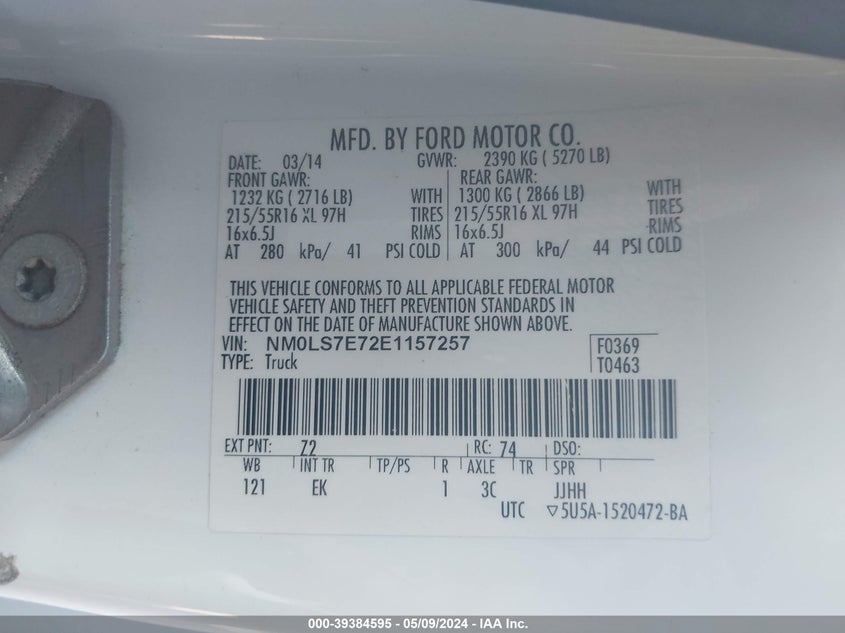 MFD. BY FORD MOTOR CO.
DATE: 03/14 GVWR: 2390 KG ( 5270 LB)
FRONT GAWR: REAR GAWR:
1232 KG ( 2716 LB) WITH 1300 KG ( 2866 LB) WITH
215/55R16 XL 97H TIRES 215/55R16 XL 97H TIRES
16x6.5J RIMS 16x6.5J RIMS
AT 280 kPa/ 41 PSI COLD AT 300 kPa/ 44 PSI COLD
THIS VEHICLE CONFORMS TO ALL APPLICABLE FEDERAL MOTOR
VEHICLE SAFETY AND THEFT PREVENTION STANDARDS IN
EFFECT ON THE DATE OF MANUFACTURE SHOWN ABOVE.
VIN: NM0LS7E72E1157257 F0369
TYPE: Truck T0463
EXT PNT: Z2 RC: 74 DSO:
WB INT TR TP/PS R AXLE TR SPR
121 EK 1 3C JJHH
UTC ▽5U5A-1520472-BA
000-39384595 - 05/09/2024 - IAA Inc.